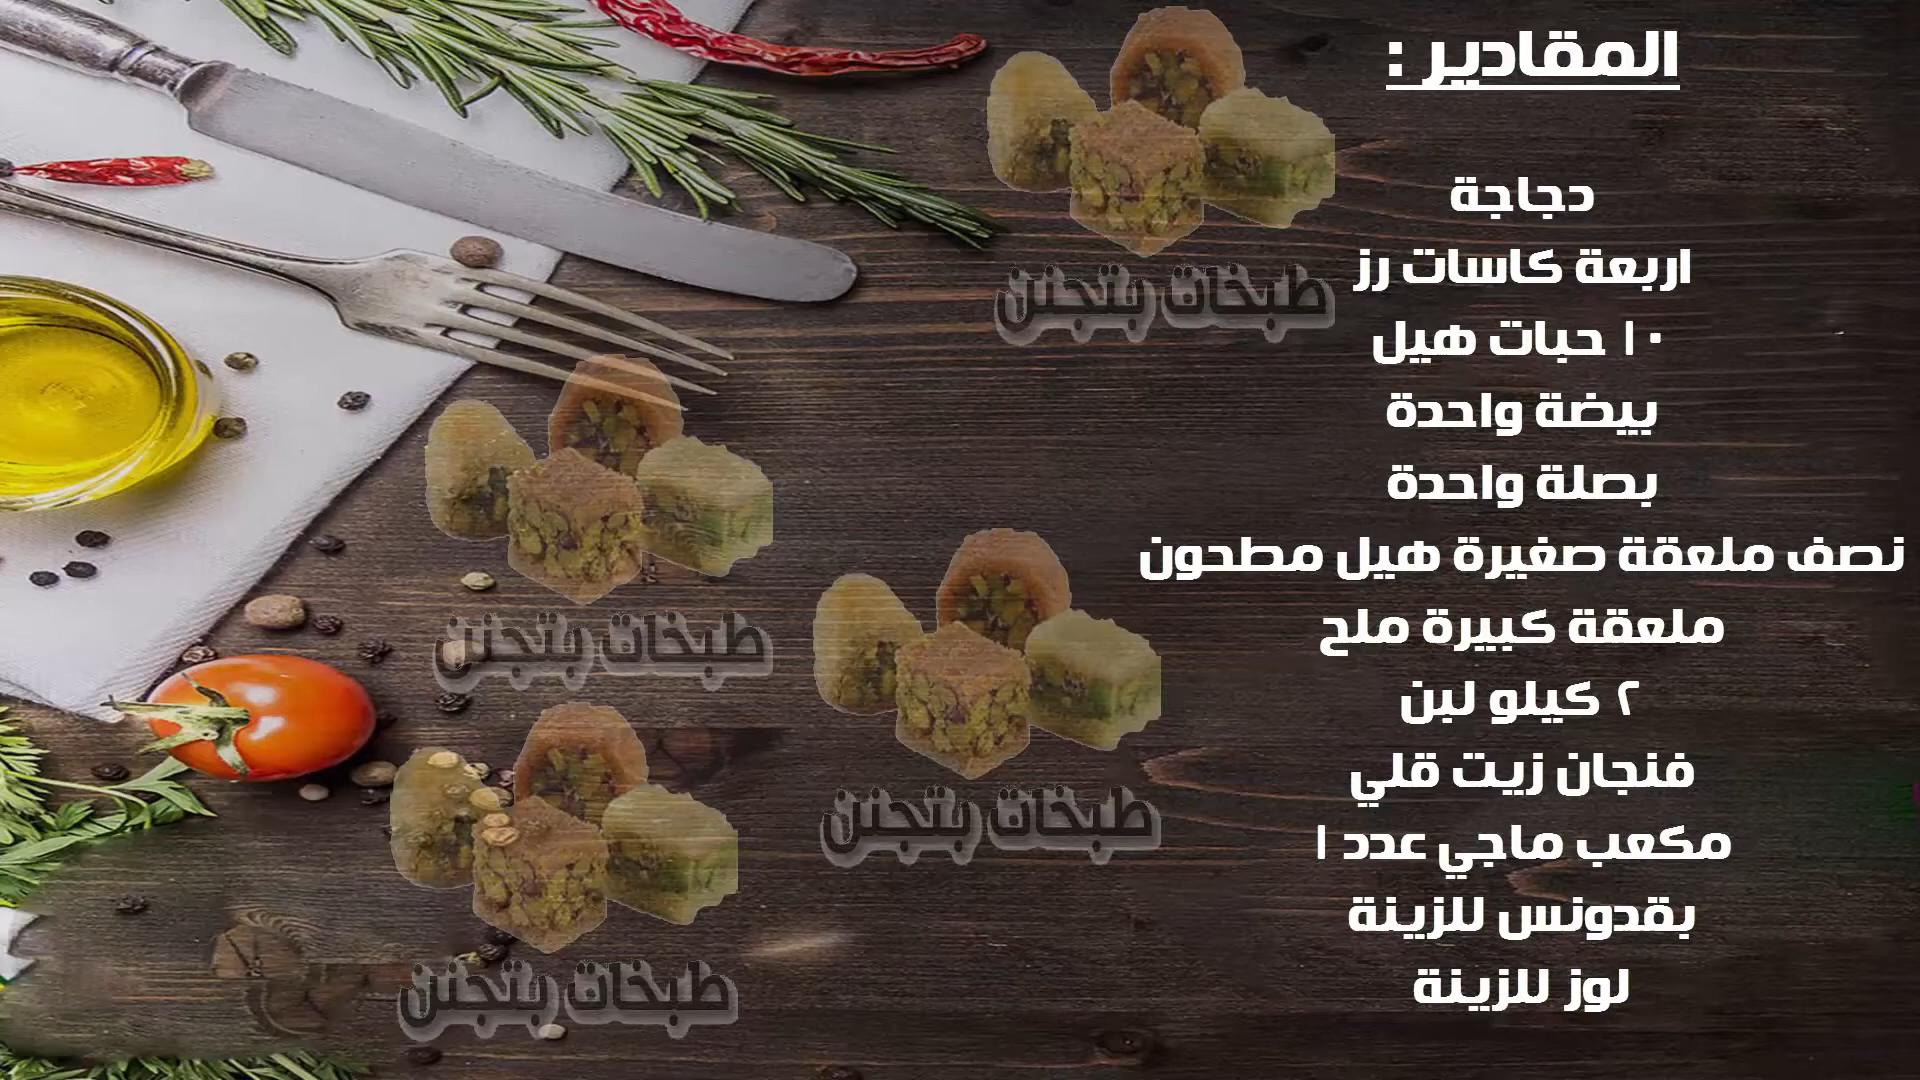 المقادير :
دجاجة
اربعة كاسات رز
١٠ حبات هيل
بيضة واحدة
بصلة واحدة
نصف ملعقة صغيرة هيل مطحون
ملعقة كبيرة ملح
٢ كيلو لبن
فنجان زيت قلي
مكعب ماجي عدد ١
بقدونس للزينة
لوز للزينة
طبخات بتجنن
طبخات بتجنن
طبخات بتجنن
طبخات بتجنن